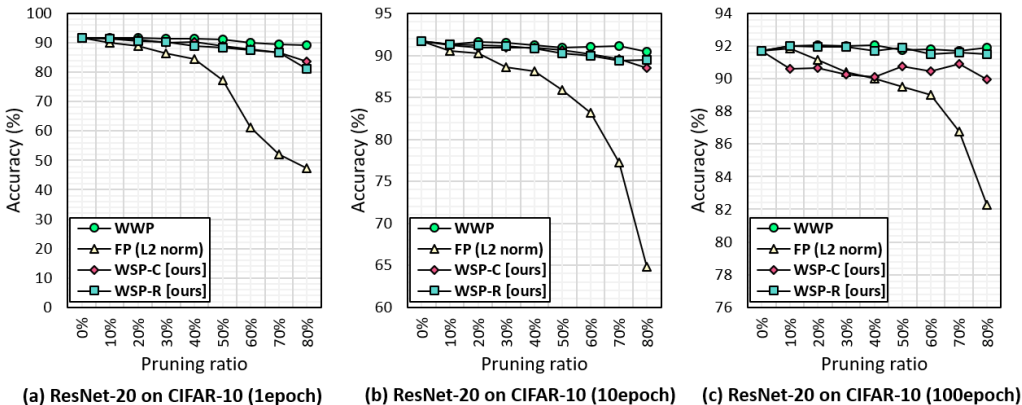 100
90
80
70
60
50
40
30
20
10
0
Accuracy (%)
WWP
FP (L2 norm)
WSP-C [ours]
WSP-R [ours]
0%
10%
20%
30%
40%
50%
60%
70%
80%
Pruning ratio
(a) ResNet-20 on CIFAR-10 (1epoch)
95
90
85
80
75
70
65
60
Accuracy (%)
WWP
FP (L2 norm)
WSP-C [ours]
WSP-R [ours]
0%
10%
20%
30%
40%
50%
60%
70%
80%
Pruning ratio
(b) ResNet-20 on CIFAR-10 (10epoch)
94
92
90
88
86
84
82
80
78
76
Accuracy (%)
WWP
FP (L2 norm)
WSP-C [ours]
WSP-R [ours]
0%
10%
20%
30%
40%
50%
60%
70%
80%
Pruning ratio
(c) ResNet-20 on CIFAR-10 (100epoch)